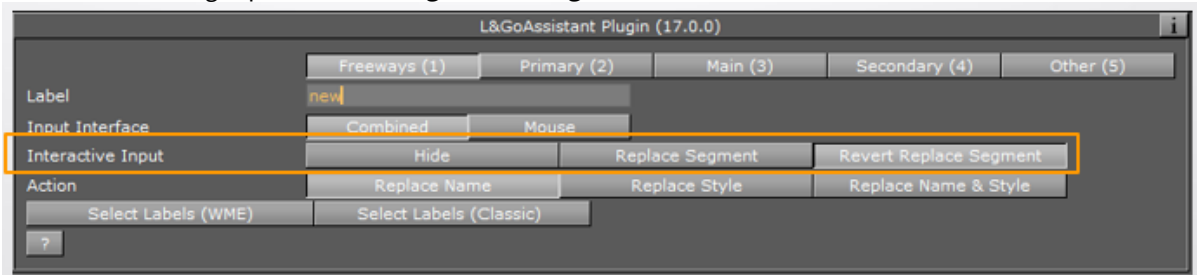 L&GoAssistant Plugin (17.0.0) i
Freeways (1) Primary (2) Main (3) Secondary (4) Other (5)
Label new
Input Interface Combined Mouse
Interactive Input Hide Replace Segment Revert Replace Segment
Action Replace Name Replace Style Replace Name & Style
Select Labels (WME) Select Labels (Classic)
?